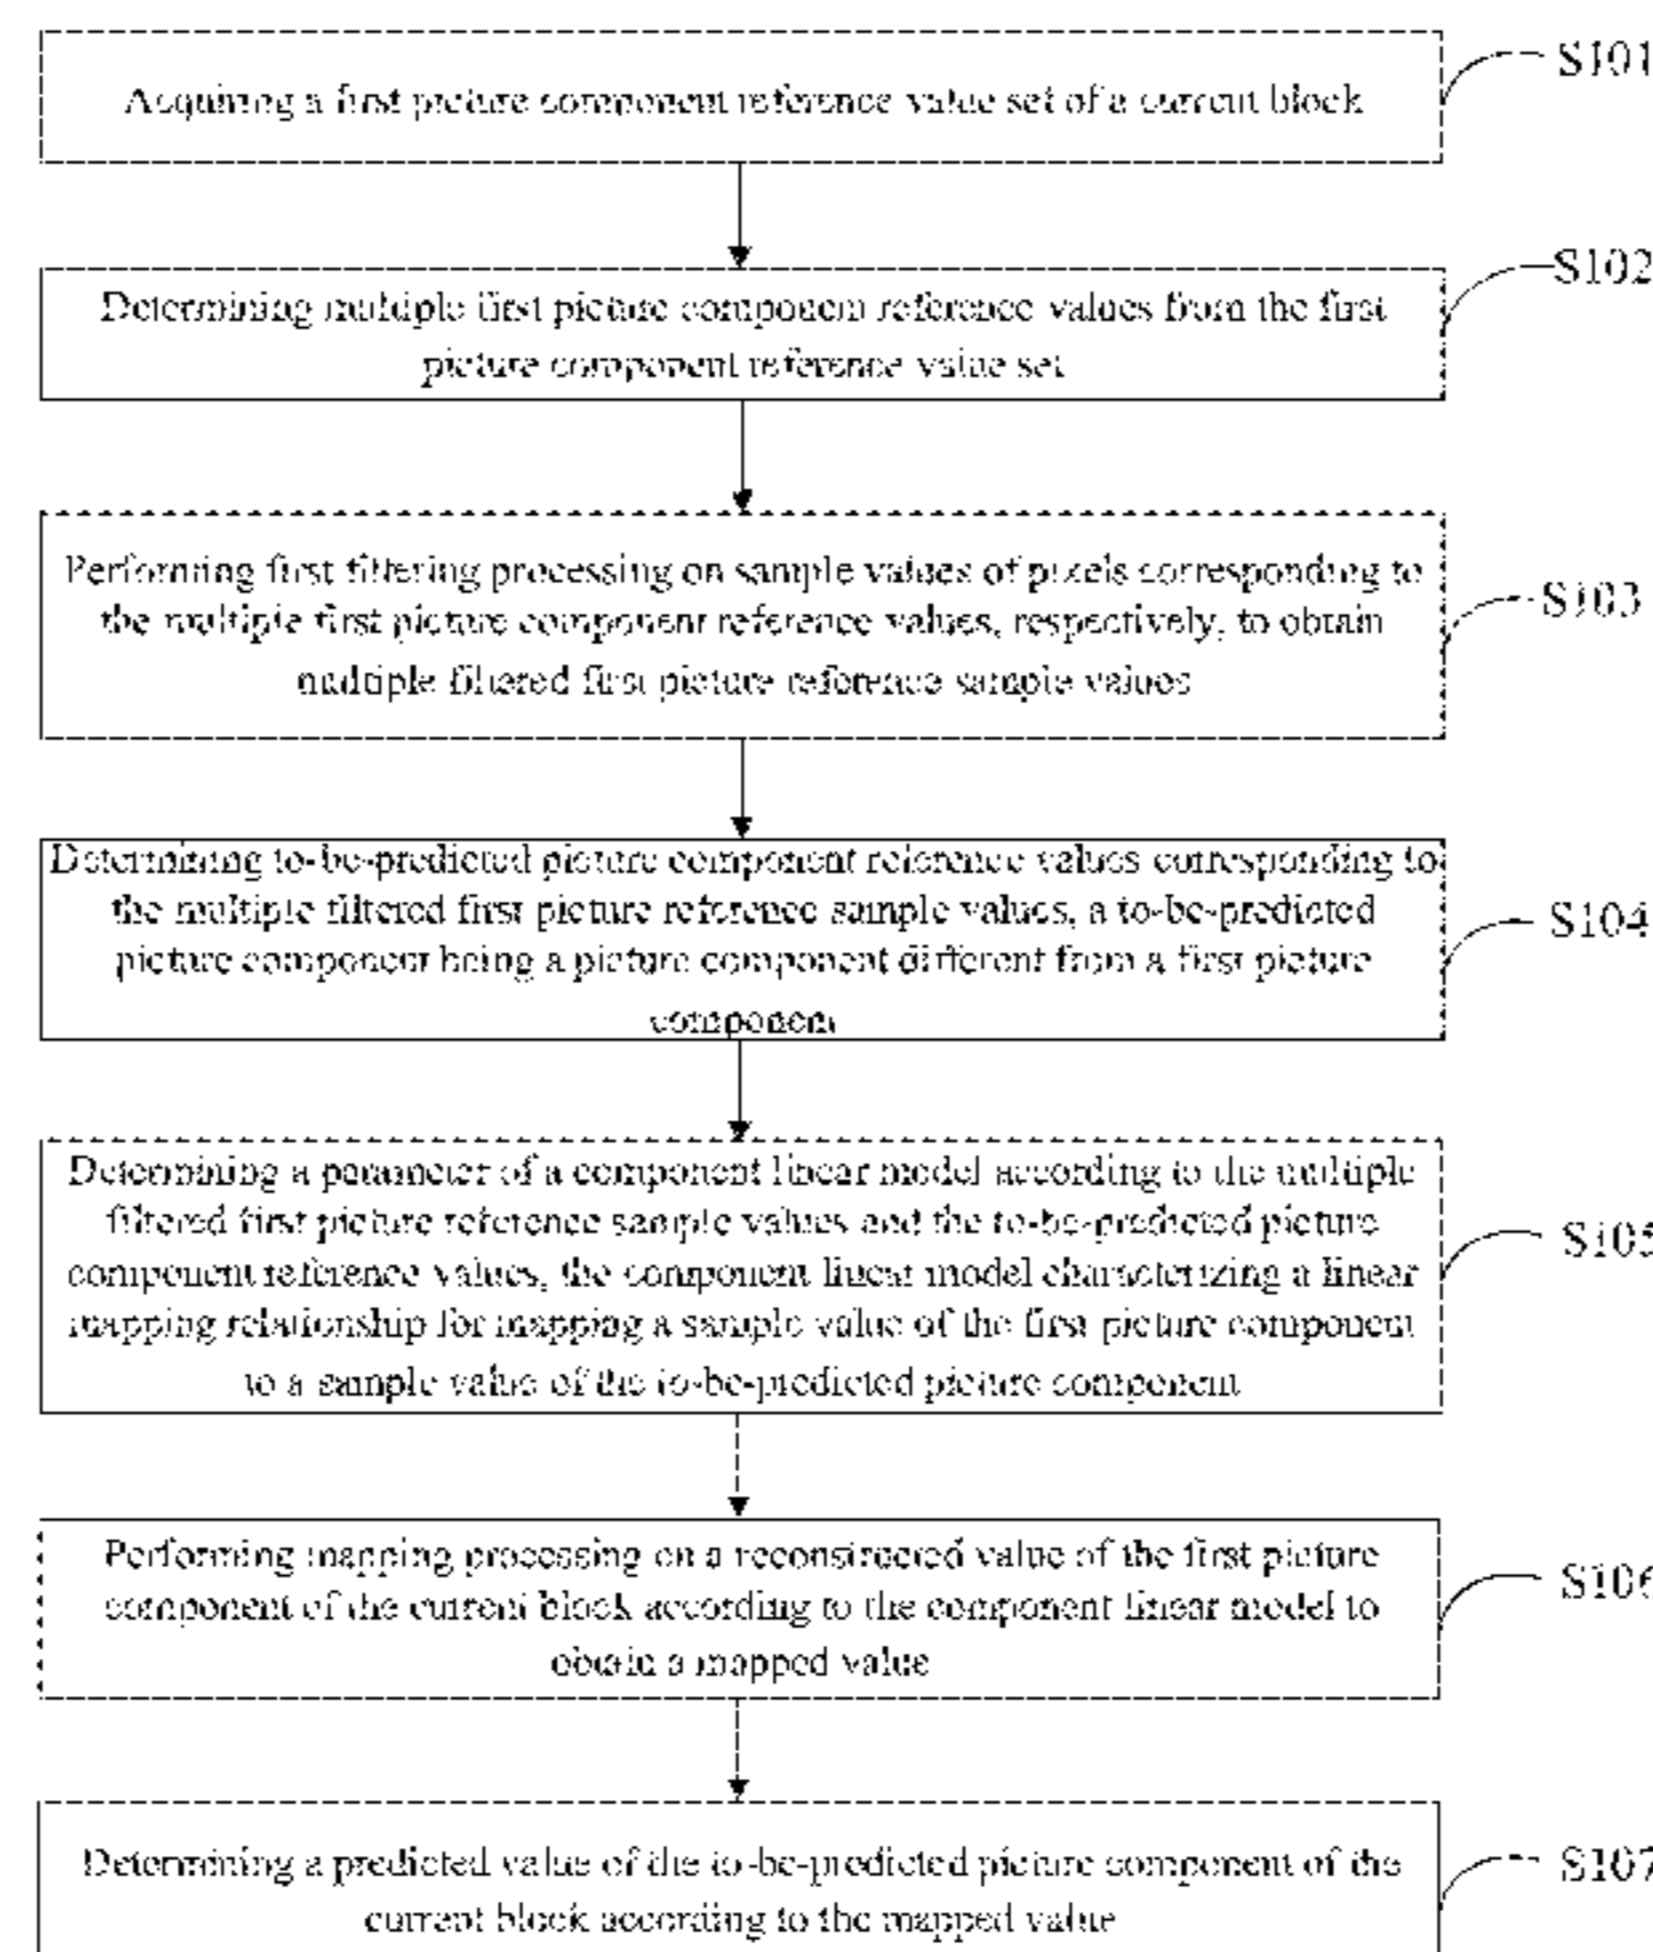 Acquiring a first picture component reference value set of a current block
S101
S102
Determining multiple first picture component reference values from the first
picture component reference value set
Performing first filtering processing on sample values of pixels corresponding to
the multiple first picture component reference values, respectively, to obtain
multiple filtered first picture reference sample values
S103
Determining to-be-predicted picture component reference values corresponding to
the multiple filtered first picture reference sample values, a to-be-predicted
picture component being a picture component different from a first picture
component
S104
Determining a parameter of a component linear model according to the multiple
filtered first picture reference sample values and the to-be-predicted picture
component reference values, the component linear model characterizing a linear
mapping relationship for mapping a sample value of the first picture component
to a sample value of the to-be-predicted picture component
S105
Performing mapping processing on a reconstructed value of the first picture
component of the current block according to the component linear model to
obtain a mapped value
S106
Determining a predicted value of the to-be-predicted picture component of the
current block according to the mapped value
S107